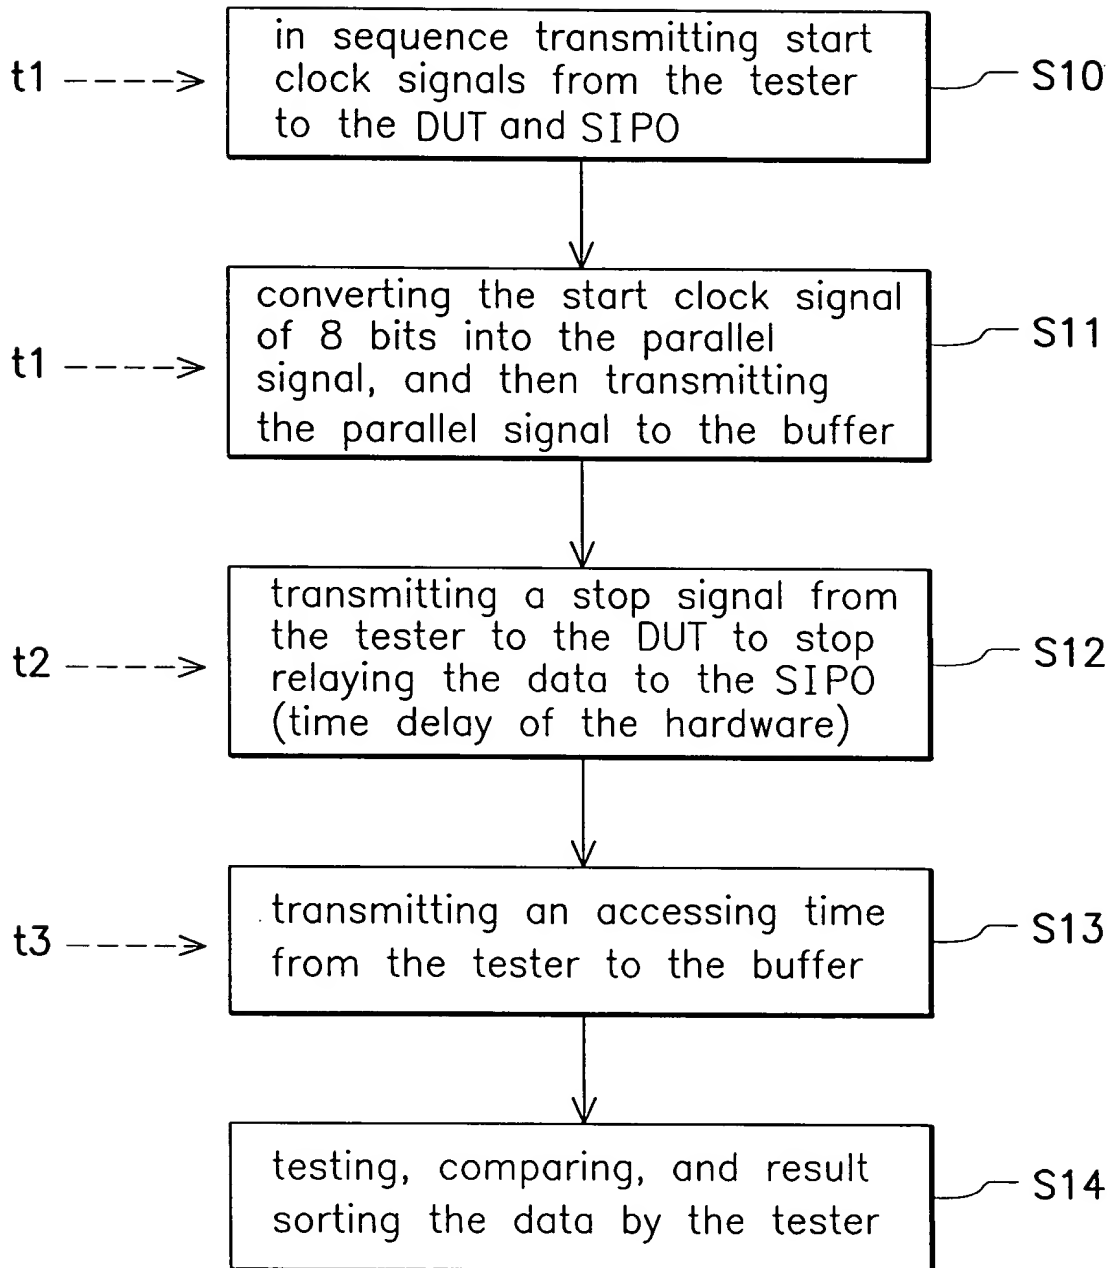 in sequence transmitting start
t1 clock signals from the tester S10
to the DUT and SIPO
converting the start clock signal
of 8 bits into the parallel S11
t1 signal, and then transmitting
the parallel signal to the buffer
transmitting a stop signal from
the tester to the DUT to stop
t2 relaying the data to the SIPO S12
(time delay of the hardware)
transmitting an accessing time S13
t3 from the tester to the buffer
testing, comparing, and result S14
sorting the data by the tester